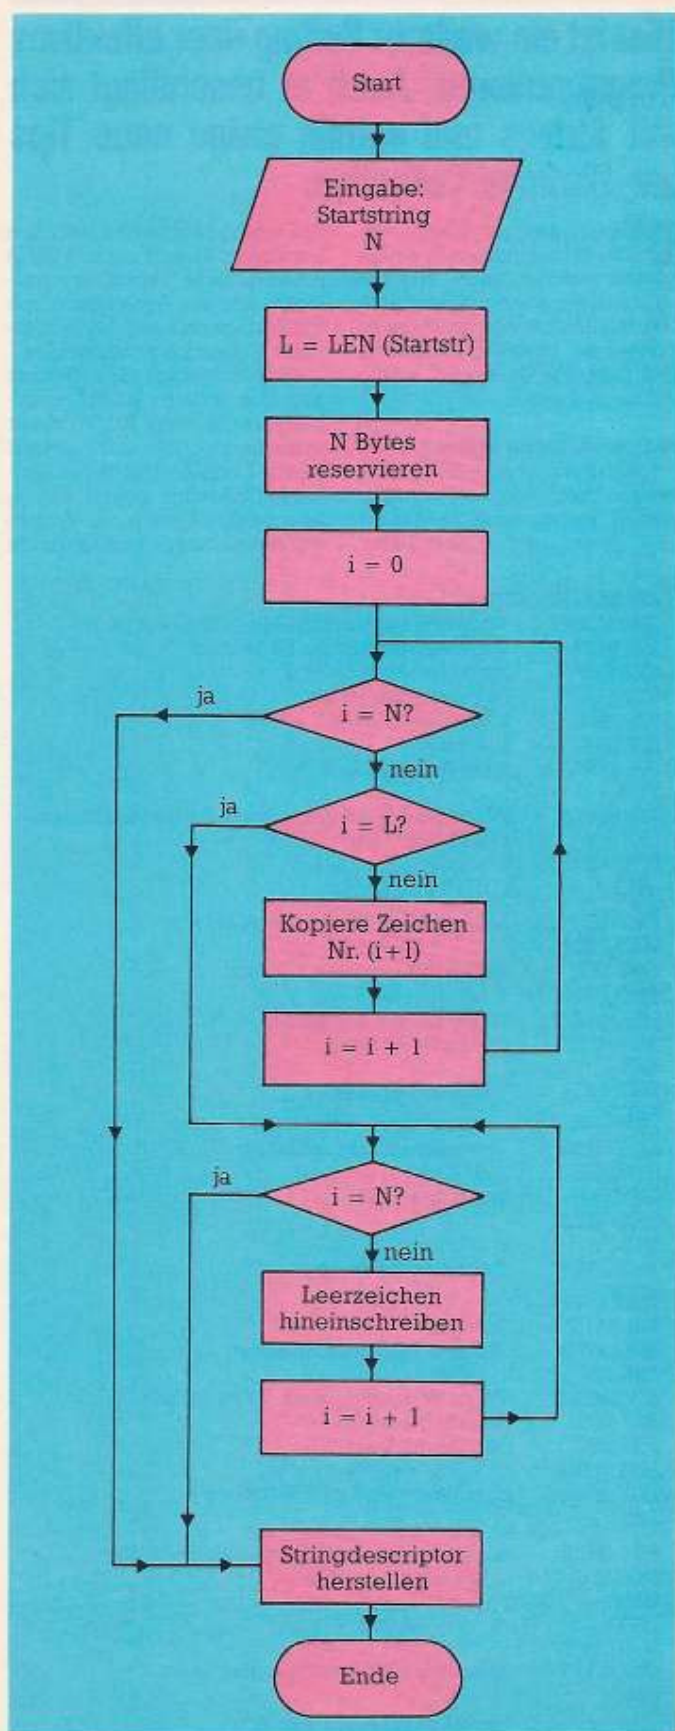 Start
Eingabe:
Startstring
N
L = LEN (Startstr)
N Bytes
reservieren
i = 0
ja
i = N?
nein
ja
i = L?
nein
Kopiere Zeichen
Nr. (i+1)
i = i + 1
ja
i = N?
nein
Leerzeichen
hineinschreiben
i = i + 1
Stringdescriptor
herstellen
Ende